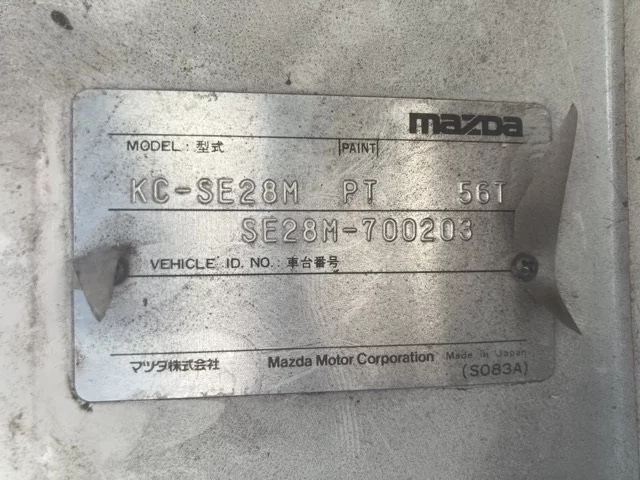 mazda
MODEL : 型式 PAINT
KC-SE28M PT 56T
SE28M-700203
VEHICLE ID. NO. : 車台番号
マツダ株式会社 Mazda Motor Corporation Made in Japan
(S083A)